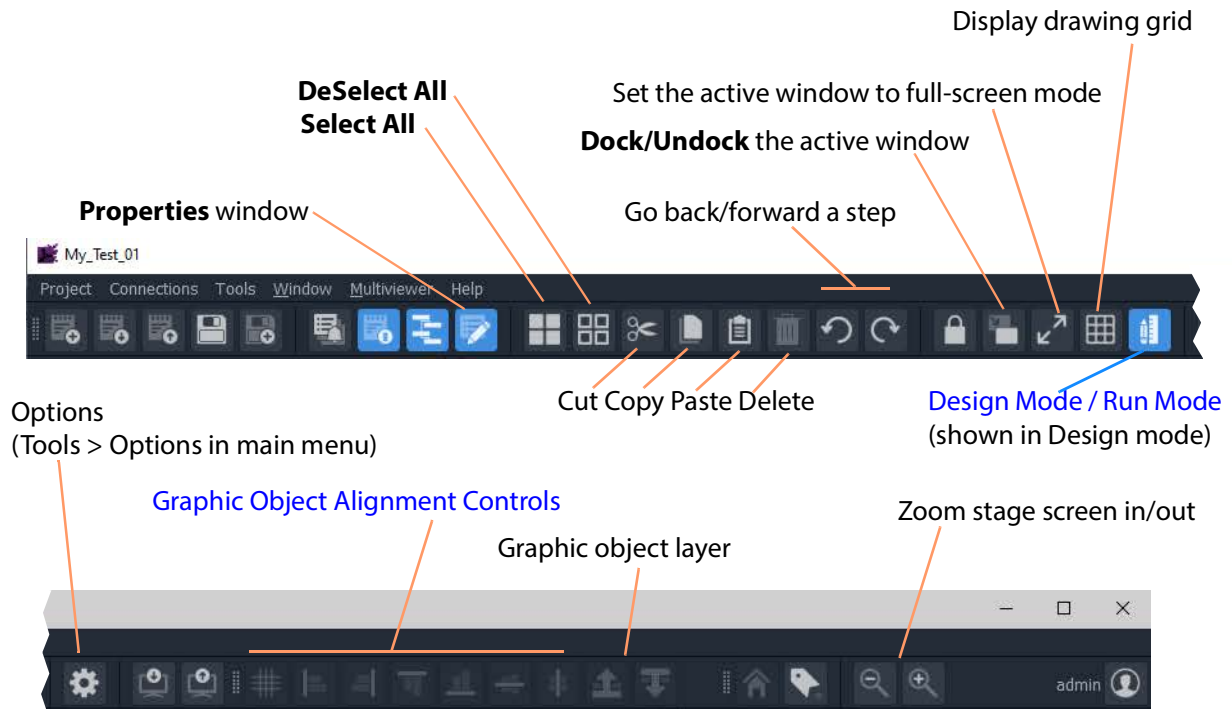 Display drawing grid
DeSelect All
Set the active window to full-screen mode
Select All
Dock/Undock the active window
Properties window
Go back/forward a step
My_Test_01
Project Connections Tools Window Multiviewer Help
Cut Copy Paste Delete
Design Mode / Run Mode
(shown in Design mode)
Options
(Tools > Options in main menu)
Graphic Object Alignment Controls
Zoom stage screen in/out
Graphic object layer
admin